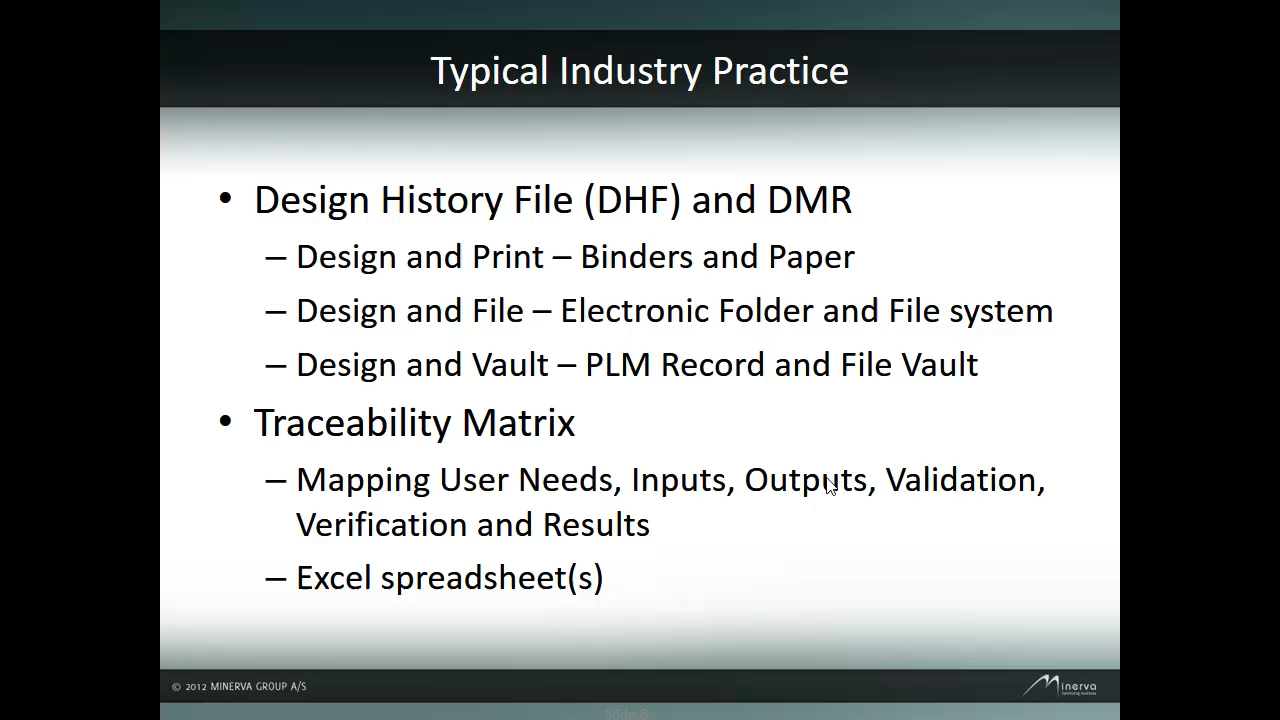 Typical Industry Practice
• Design History File (DHF) and DMR
– Design and Print – Binders and Paper
– Design and File – Electronic Folder and File system
– Design and Vault – PLM Record and File Vault
• Traceability Matrix
– Mapping User Needs, Inputs, Outputs, Validation,
Verification and Results
– Excel spreadsheet(s)
© 2012 MINERVA GROUP A/S
Minerva
Slide 8